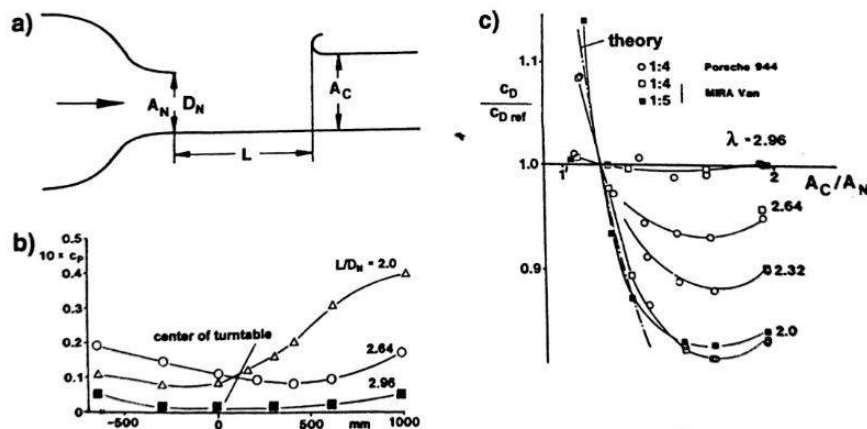 a)
A_N D_N
A_C
L
b)
0.5
10 × c_P
0.4
0.3
0.2
0.1
0
L/D_N = 2.0
center of turntable
2.64
2.96
-500
0
mm
1000
c)
theory
1:4 Porsche 944
1:4
1:5 MIRA Van
1.1
c_D
c_D ref
λ = 2.96
1.0
1
2
A_C/A_N
2.64
0.9
2.32
2.0